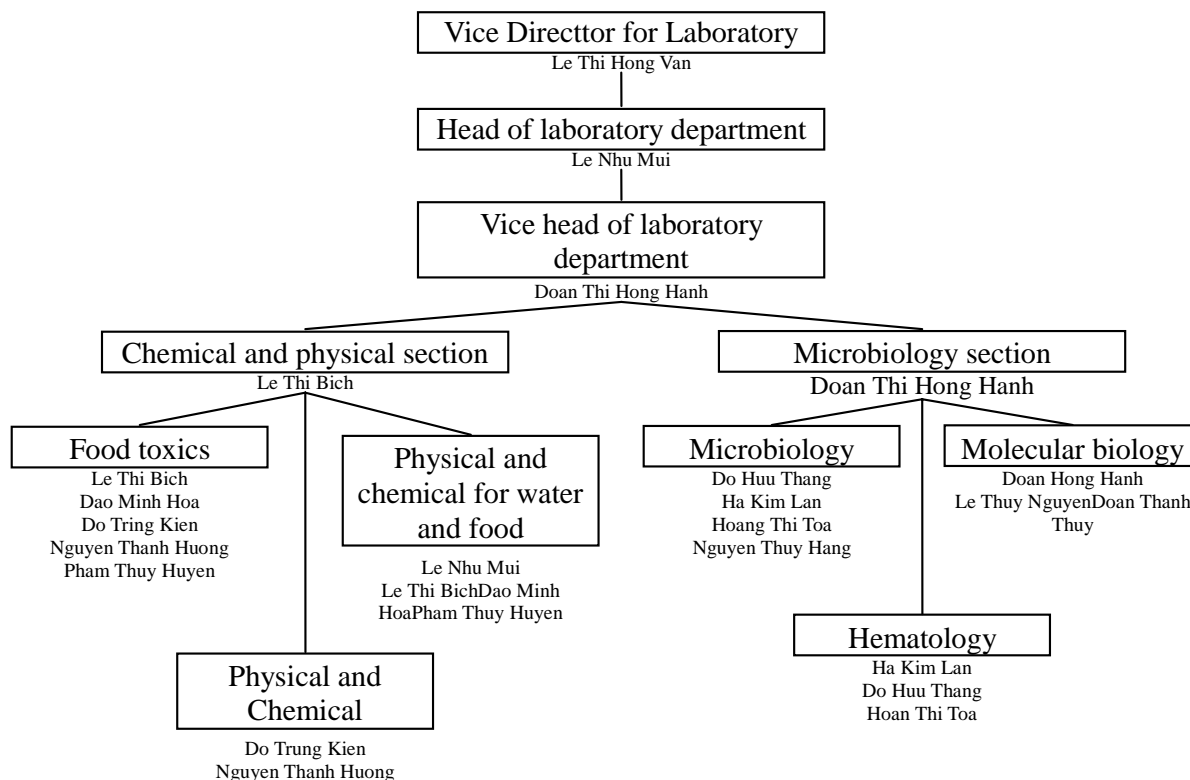 Vice Directtor for Laboratory
Le Thi Hong Van
Head of laboratory department
Le Nhu Mui
Vice head of laboratory
department
Doan Thi Hong Hanh
Chemical and physical section
Le Thi Bich
Microbiology section
Doan Thi Hong Hanh
Food toxics
Le Thi Bich
Dao Minh Hoa
Do Tring Kien
Nguyen Thanh Huong
Pham Thuy Huyen
Physical and
chemical for water
and food
Le Nhu Mui
Le Thi BichDao Minh
HoaPham Thuy Huyen
Microbiology
Do Huu Thang
Ha Kim Lan
Hoang Thi Toa
Nguyen Thuy Hang
Molecular biology
Doan Hong Hanh
Le Thuy NguyenDoan Thanh
Thuy
Physical and
Chemical
Do Trung Kien
Nguyen Thanh Huong
Hematology
Ha Kim Lan
Do Huu Thang
Hoan Thi Toa